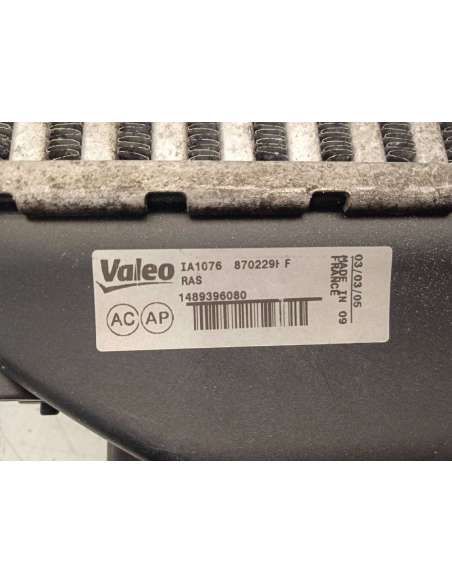 Valeo
IA1076 870229H F
RAS
1489396080
AC AP
03/03/05
MADE IN 09
FRANCE